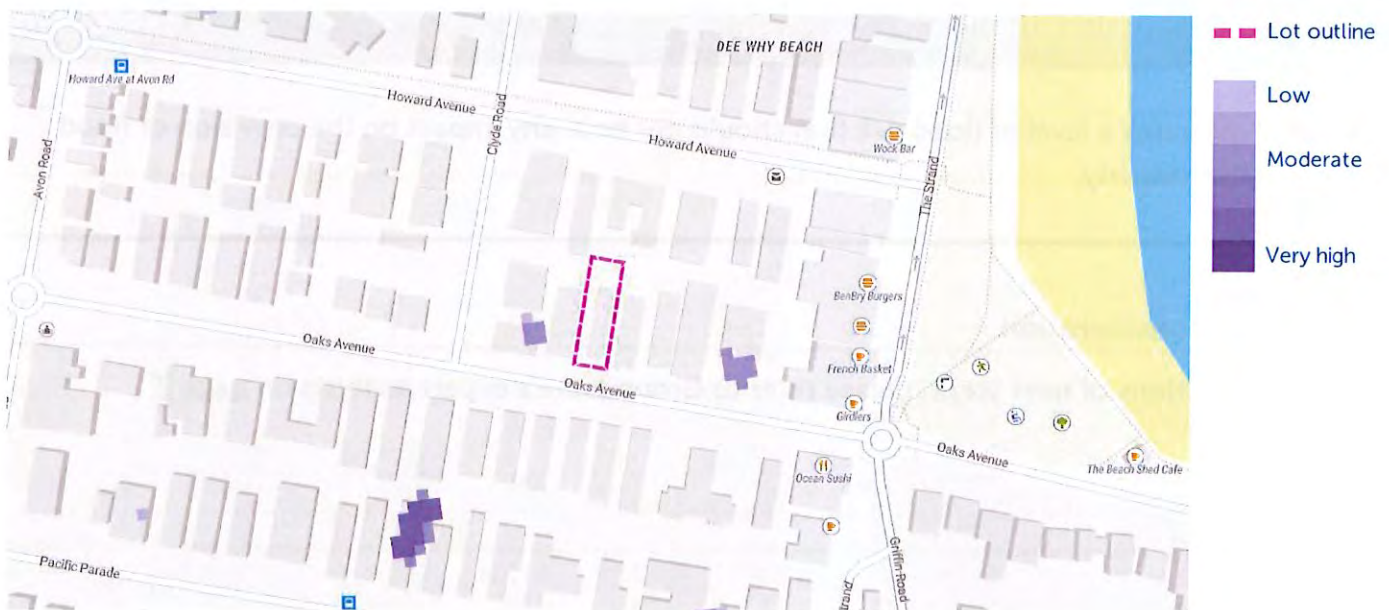 DEE WHY BEACH
Howard Ave at Avon Rd
Howard Avenue
Clyde Road
Howard Avenue
Wock Bar
Avon Road
The Strand
BenBry Burgers
Oaks Avenue
French Basket
Oaks Avenue
Girdlers
Oaks Avenue
The Beach Shed Cafe
Ocean Sushi
Griffin Road
Pacific Parade
trand
Lot outline
Low
Moderate
Very high